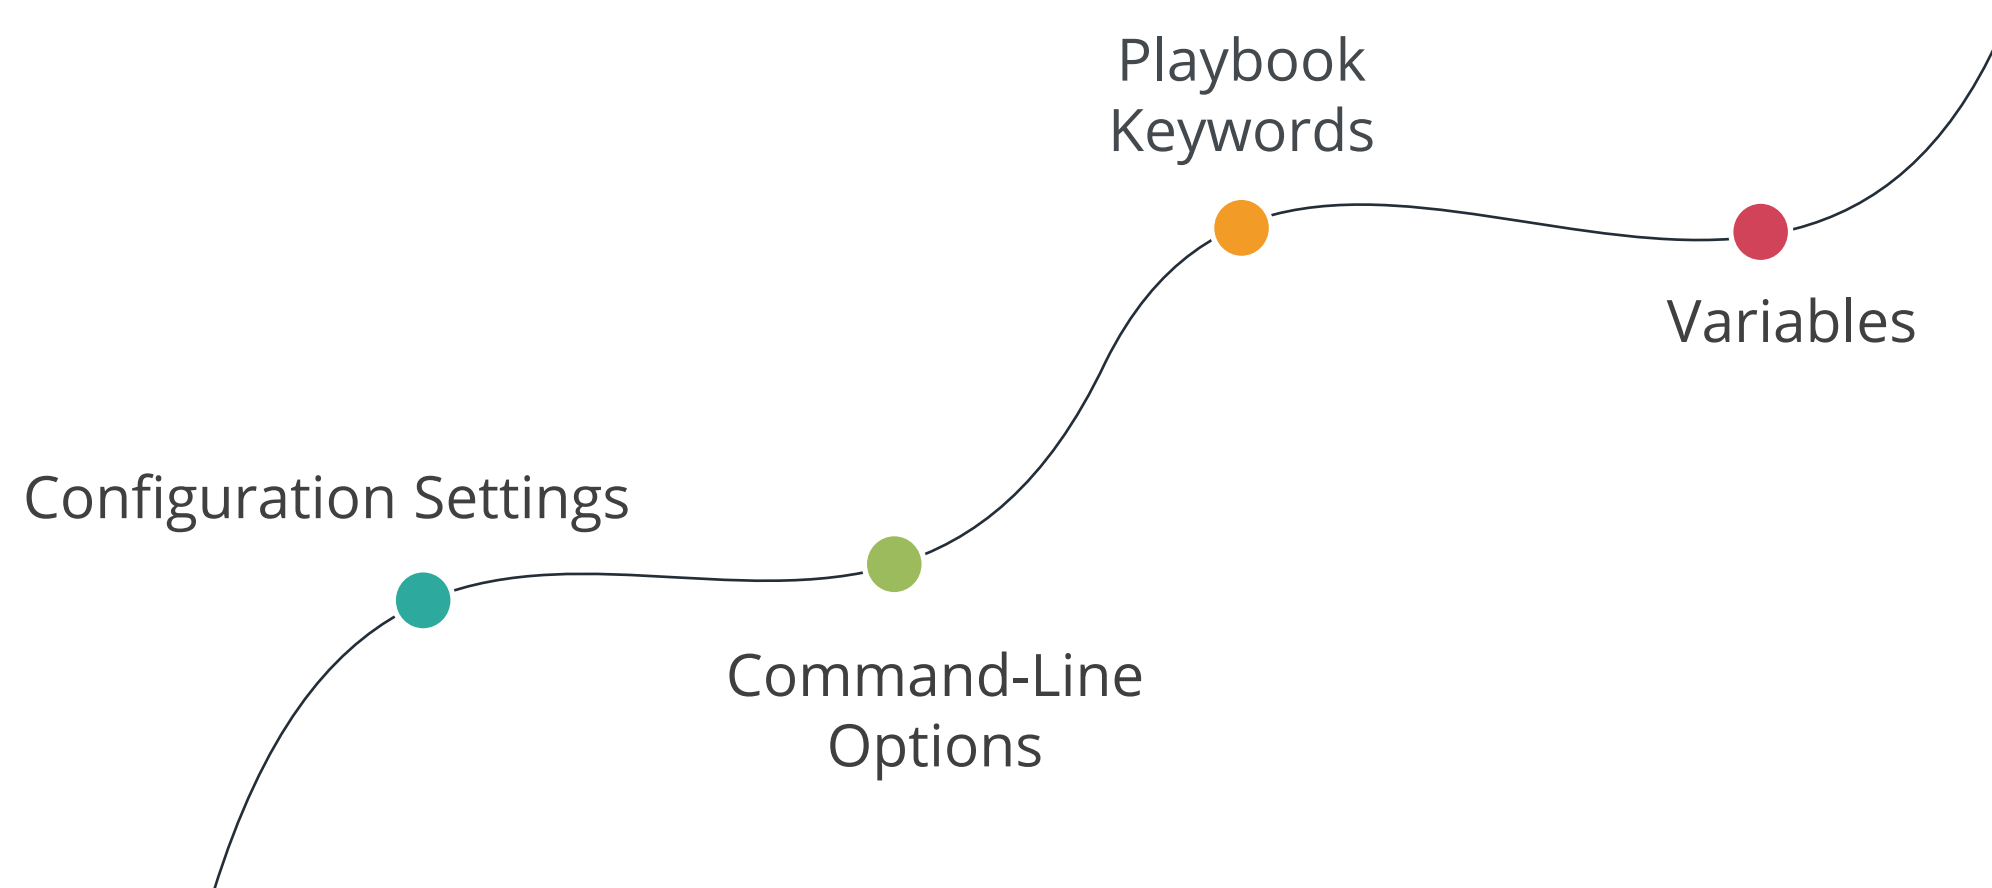 Playbook
Keywords
Variables
Configuration Settings
Command-Line
Options